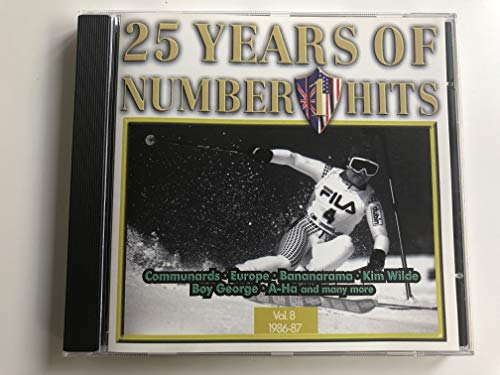 25 YEARS OF
NUMBER 1 HITS
FILA
4
Communards • Europe • Bananarama • Kim Wilde
Boy George • A-Ha and many more
Vol. 8
1986-87